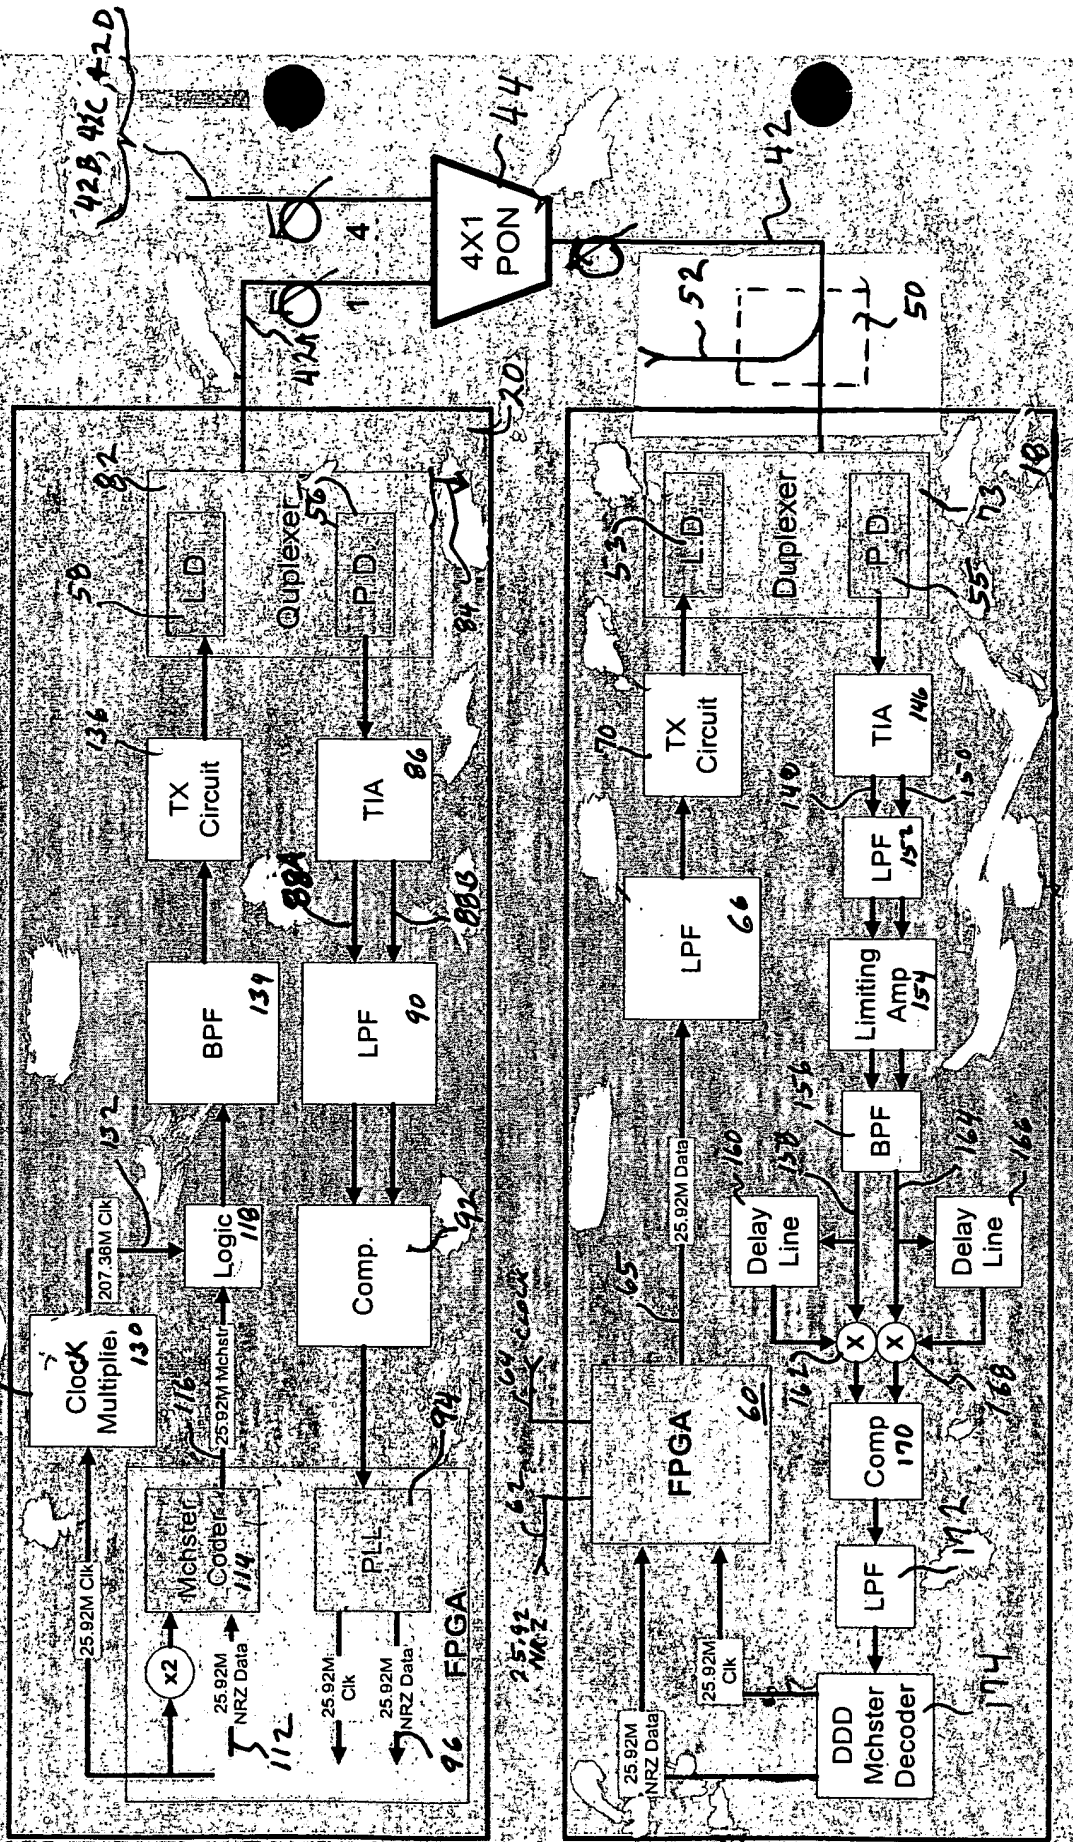 42B, 42C, 42D
44
4X1
PON
42
1
4
42A
52
50
20
18
82
58
LD
Quplexer
56
PD
84
136
TX
Circuit
TIA
86
88A
88B
BPF
134
LPF
90
132
207.36M Clk
Logic
118
Comp.
92
Clock
Multiplier
130
116
25.92M Mchstr
25.92M Clk
Mchster
Coder
114
PLL
94
x2
25.92M
NRZ Data
112
25.92M
Clk
25.92M
NRZ Data
96
FPGA
53
LD
Duplexer
PD
55
73
70
TX
Circuit
TIA
146
148
150
LPF
152
LPF
66
Limiting
Amp
154
156
BPF
158
160
164
166
Delay
Line
Delay
Line
65
25.92M Data
64 CLOCK
62
25.92
NRZ
FPGA
60
X
X
162
168
Comp
170
LPF
172
25.92M
NRZ Data
25.92M
Clk
DDD
Mchster
Decoder
174